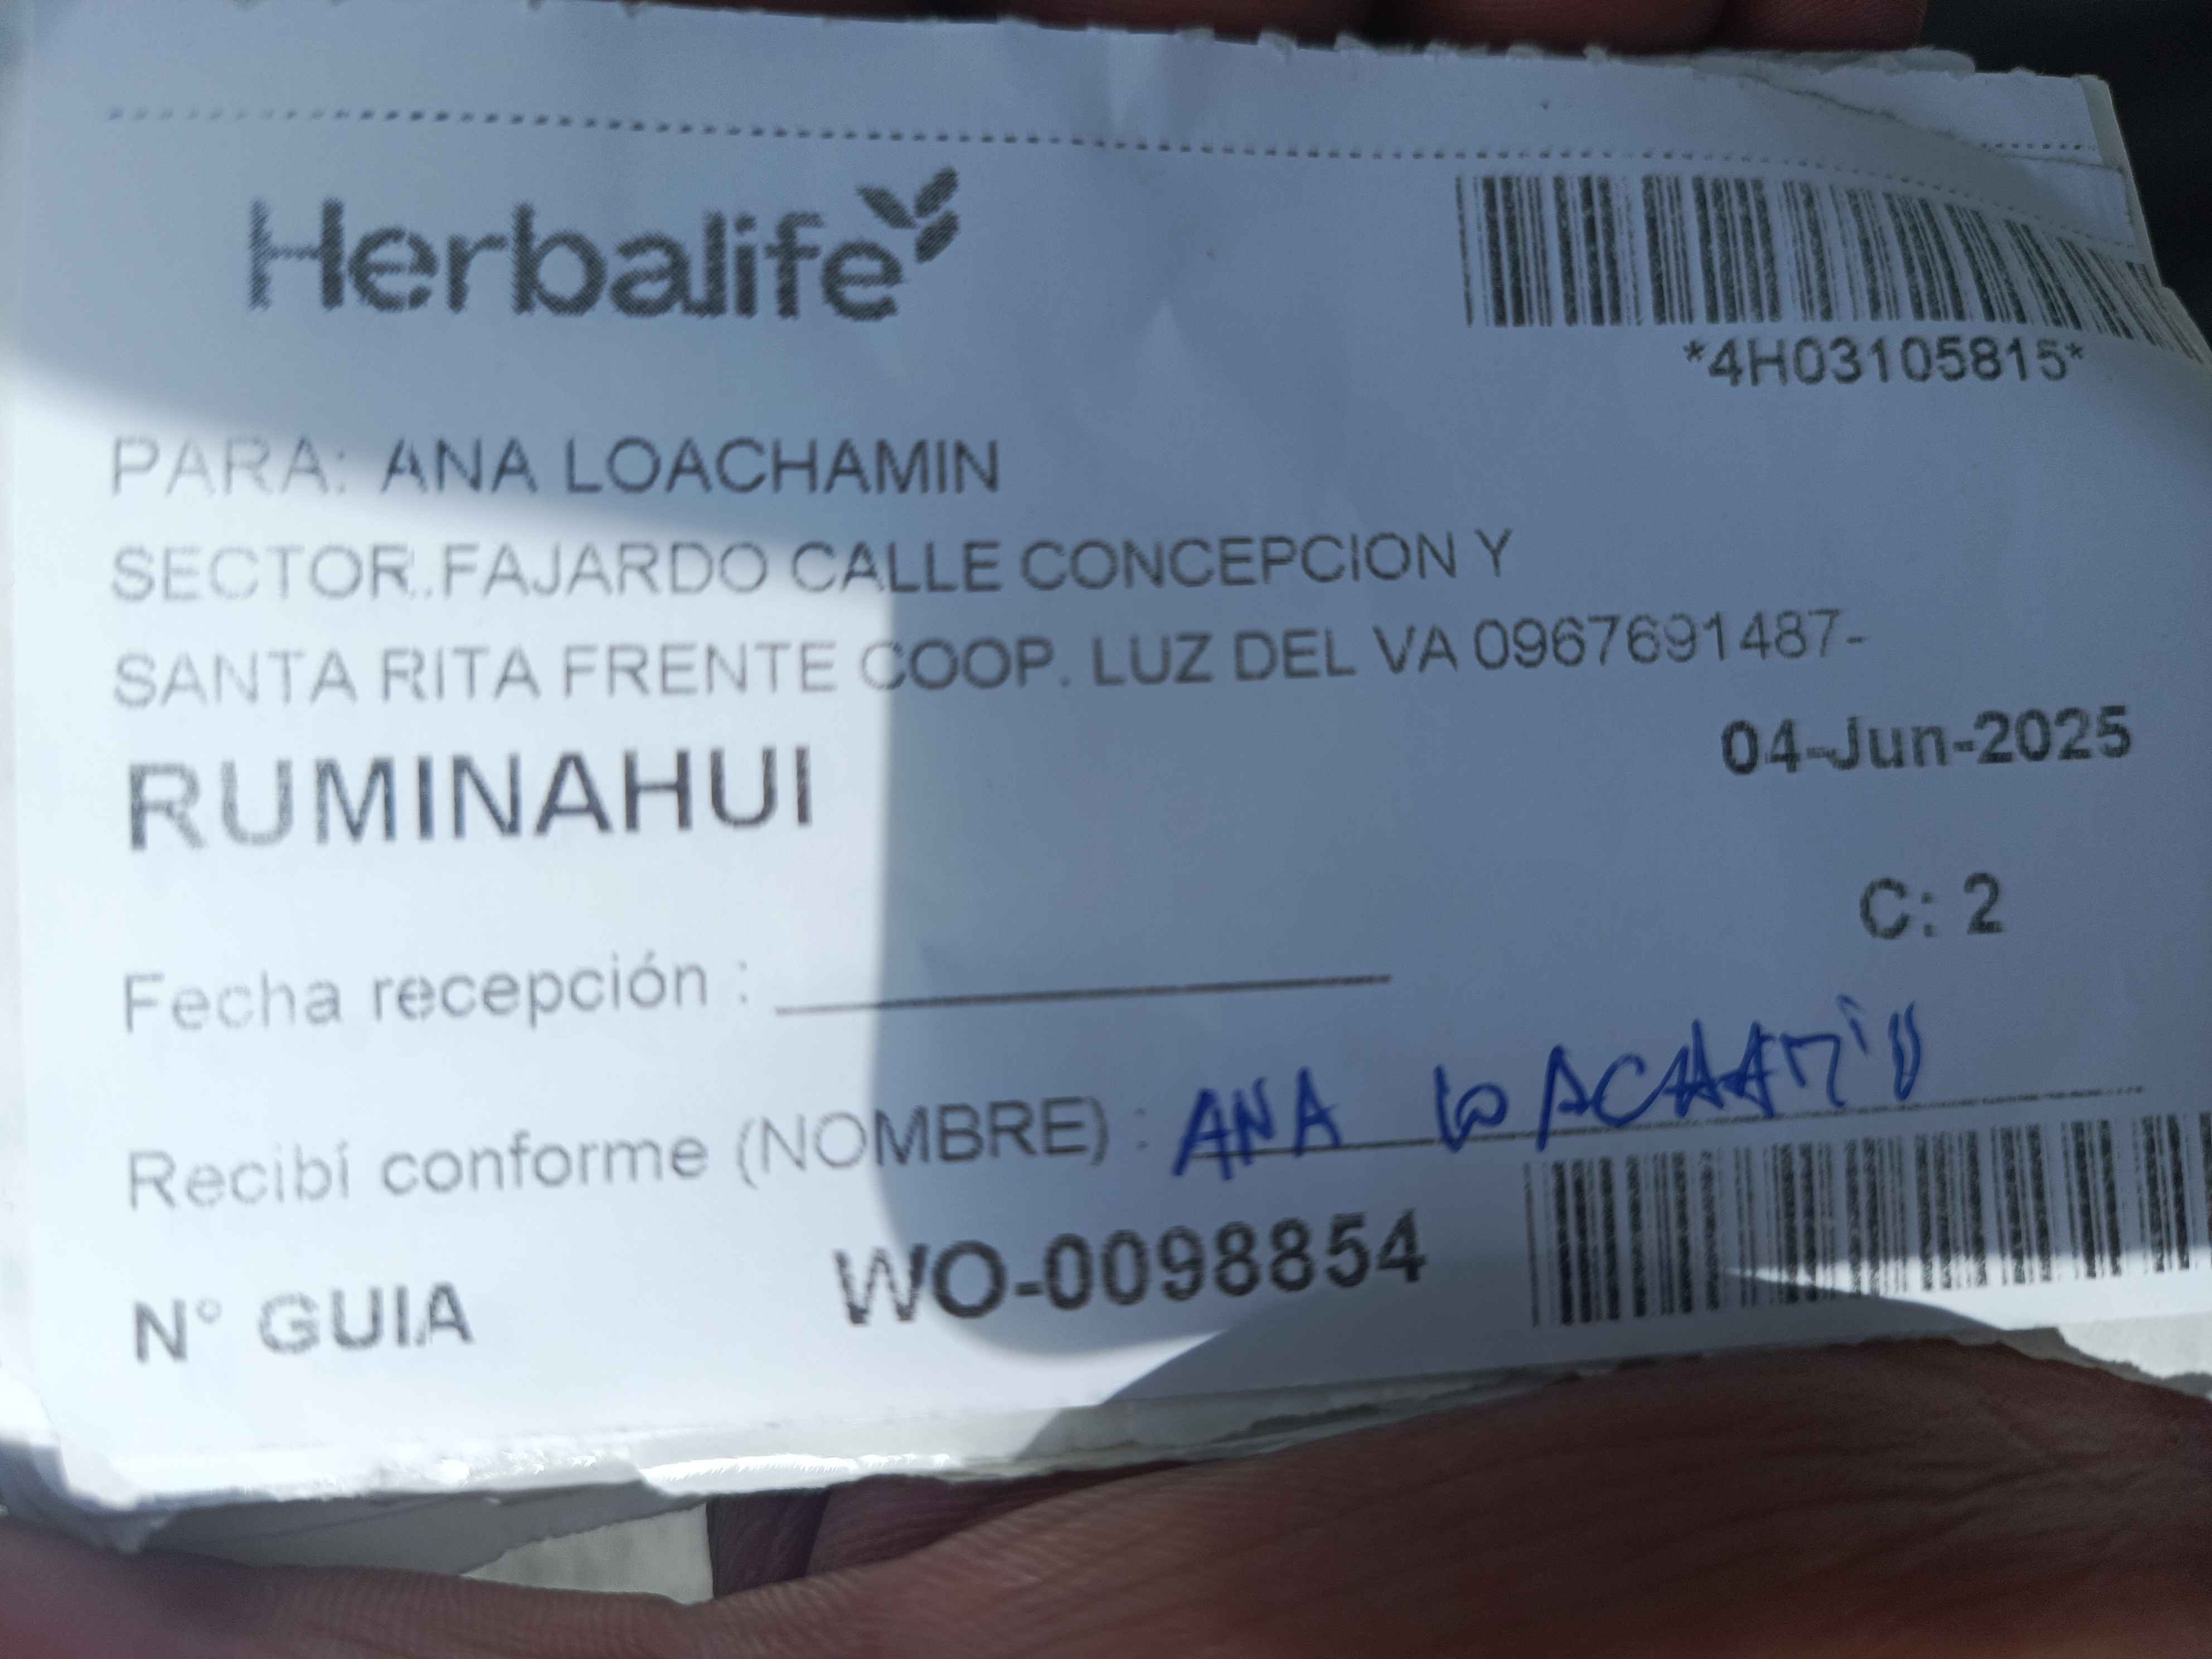 Herbalife
*4H03105815*
PARA: ANA LOACHAMIN
SECTOR..FAJARDO CALLE CONCEPCION Y
SANTA RITA FRENTE COOP. LUZ DEL VA 0967691487-
RUMINAHUI
04-Jun-2025
C: 2
Fecha recepción :
Recibí conforme (NOMBRE) : ANA LOACHAMIN
N° GUIA WO-0098854